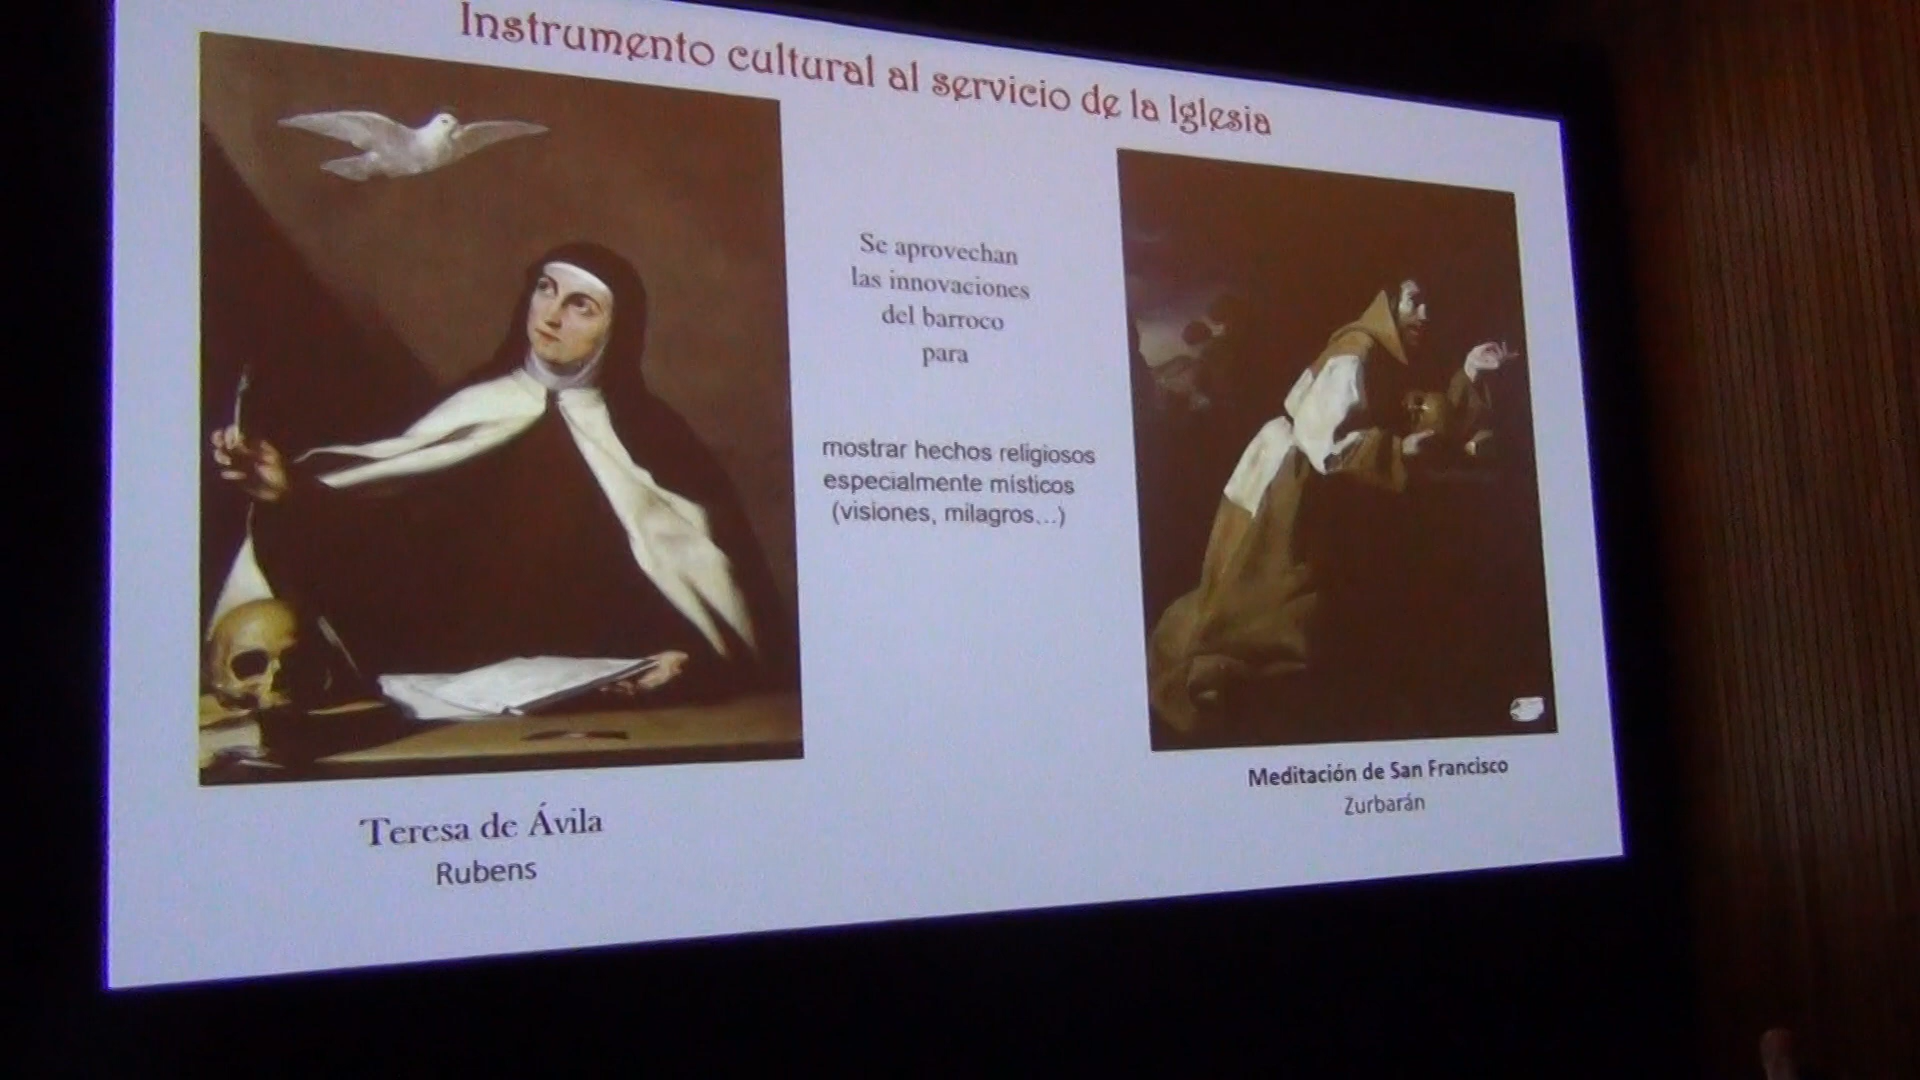 Instrumento cultural al servicio de la Iglesia
Se aprovechan
las innovaciones
del barroco
para
mostrar hechos religiosos
especialmente místicos
(visiones, milagros...)
Teresa de Ávila
Rubens
Meditación de San Francisco
Zurbarán